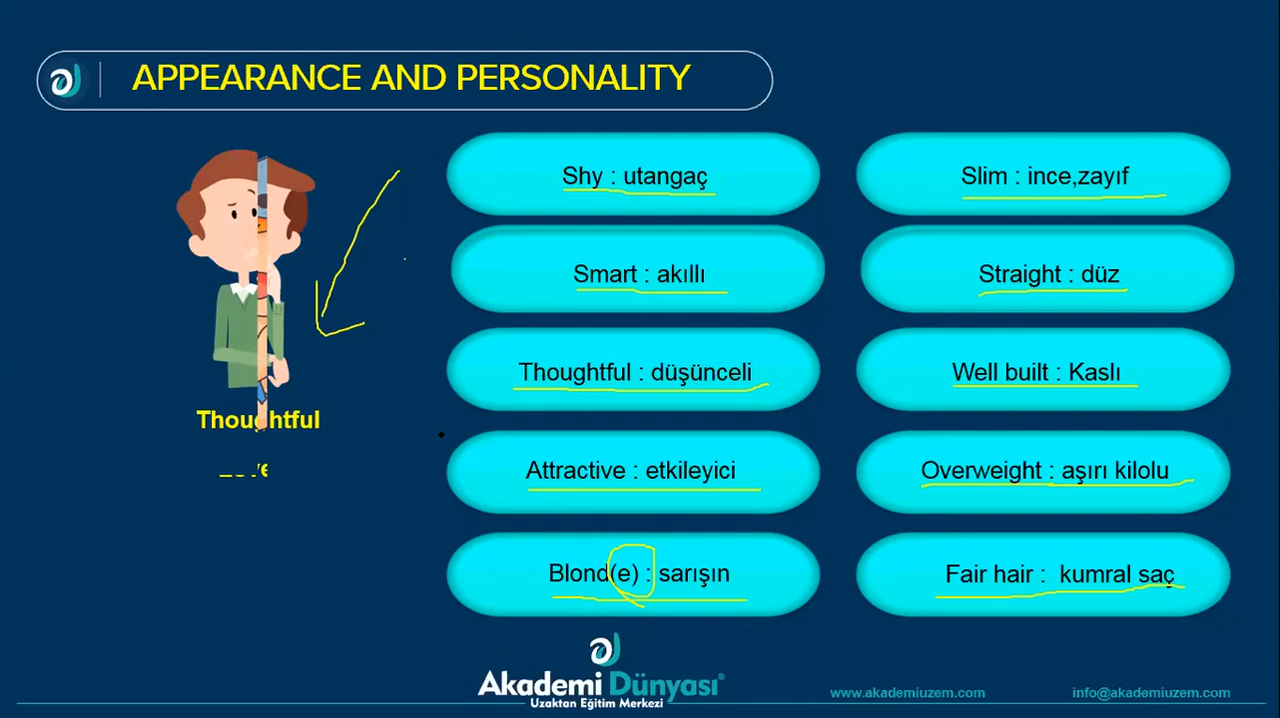 APPEARANCE AND PERSONALITY
Shy : utangaç
Slim : ince,zayıf
Smart : akıllı
Straight : düz
Thoughtful : düşünceli
Well built : Kaslı
Thoughtful
Attractive : etkileyici
Overweight : aşırı kilolu
Blond(e) : sarışın
Fair hair : kumral saç
Akademi Dünyası®
Uzaktan Eğitim Merkezi
www.akademiuzem.com
info@akademiuzem.com